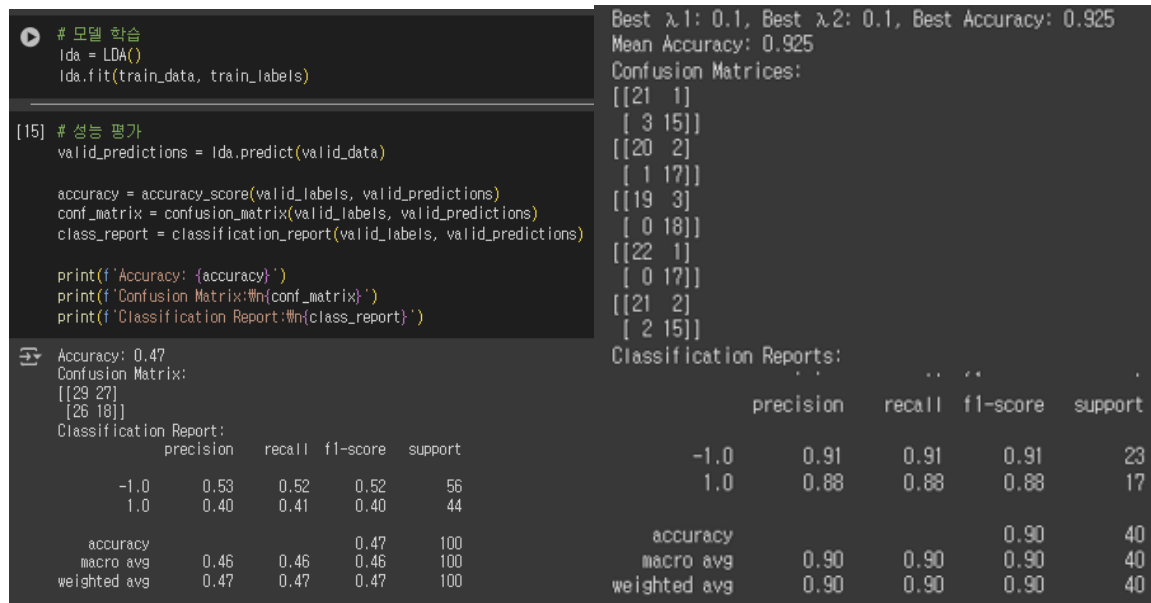 # 모델 학습
lda = LDA()
lda.fit(train_data, train_labels)
[15] # 성능 평가
valid_predictions = lda.predict(valid_data)
accuracy = accuracy_score(valid_labels, valid_predictions)
conf_matrix = confusion_matrix(valid_labels, valid_predictions)
class_report = classification_report(valid_labels, valid_predictions)
print(f'Accuracy: {accuracy}')
print(f'Confusion Matrix:₩n{conf_matrix}')
print(f'Classification Report:₩n{class_report}')
Accuracy: 0.47
Confusion Matrix:
[[29 27]
[26 18]]
Classification Report:
precision recall f1-score support
-1.0 0.53 0.52 0.52 56
1.0 0.40 0.41 0.40 44
accuracy 0.47 100
macro avg 0.46 0.46 0.46 100
weighted avg 0.47 0.47 0.47 100
Best λ1: 0.1, Best λ2: 0.1, Best Accuracy: 0.925
Mean Accuracy: 0.925
Confusion Matrices:
[[21 1]
[ 3 15]]
[[20 2]
[ 1 17]]
[[19 3]
[ 0 18]]
[[22 1]
[ 0 17]]
[[21 2]
[ 2 15]]
Classification Reports:
precision recall f1-score support
-1.0 0.91 0.91 0.91 23
1.0 0.88 0.88 0.88 17
accuracy 0.90 40
macro avg 0.90 0.90 0.90 40
weighted avg 0.90 0.90 0.90 40